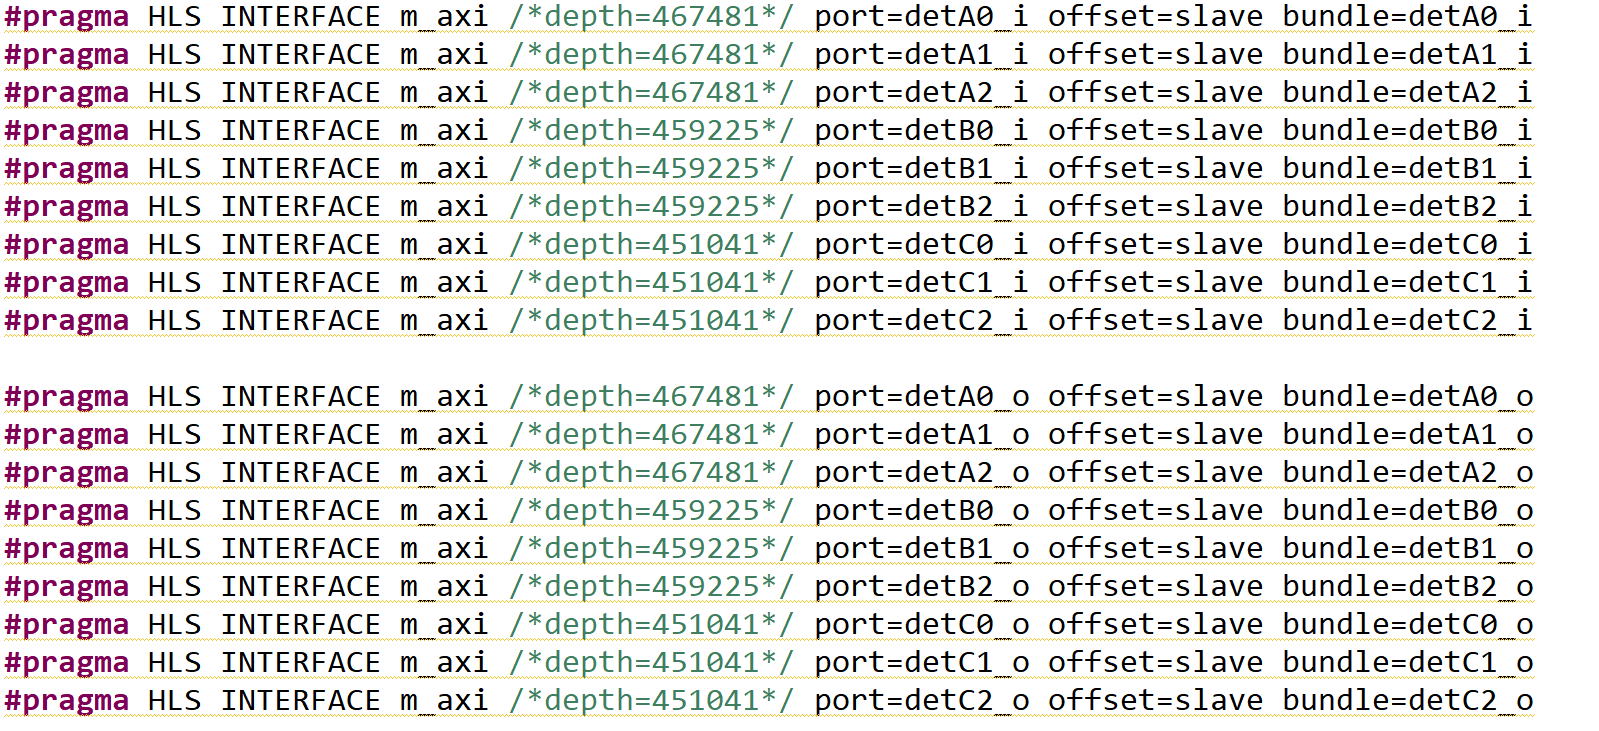 #pragma HLS INTERFACE m_axi /*depth=467481*/ port=detA0_i offset=slave bundle=detA0_i
#pragma HLS INTERFACE m_axi /*depth=467481*/ port=detA1_i offset=slave bundle=detA1_i
#pragma HLS INTERFACE m_axi /*depth=467481*/ port=detA2_i offset=slave bundle=detA2_i
#pragma HLS INTERFACE m_axi /*depth=459225*/ port=detB0_i offset=slave bundle=detB0_i
#pragma HLS INTERFACE m_axi /*depth=459225*/ port=detB1_i offset=slave bundle=detB1_i
#pragma HLS INTERFACE m_axi /*depth=459225*/ port=detB2_i offset=slave bundle=detB2_i
#pragma HLS INTERFACE m_axi /*depth=451041*/ port=detC0_i offset=slave bundle=detC0_i
#pragma HLS INTERFACE m_axi /*depth=451041*/ port=detC1_i offset=slave bundle=detC1_i
#pragma HLS INTERFACE m_axi /*depth=451041*/ port=detC2_i offset=slave bundle=detC2_i

#pragma HLS INTERFACE m_axi /*depth=467481*/ port=detA0_o offset=slave bundle=detA0_o
#pragma HLS INTERFACE m_axi /*depth=467481*/ port=detA1_o offset=slave bundle=detA1_o
#pragma HLS INTERFACE m_axi /*depth=467481*/ port=detA2_o offset=slave bundle=detA2_o
#pragma HLS INTERFACE m_axi /*depth=459225*/ port=detB0_o offset=slave bundle=detB0_o
#pragma HLS INTERFACE m_axi /*depth=459225*/ port=detB1_o offset=slave bundle=detB1_o
#pragma HLS INTERFACE m_axi /*depth=459225*/ port=detB2_o offset=slave bundle=detB2_o
#pragma HLS INTERFACE m_axi /*depth=451041*/ port=detC0_o offset=slave bundle=detC0_o
#pragma HLS INTERFACE m_axi /*depth=451041*/ port=detC1_o offset=slave bundle=detC1_o
#pragma HLS INTERFACE m_axi /*depth=451041*/ port=detC2_o offset=slave bundle=detC2_o